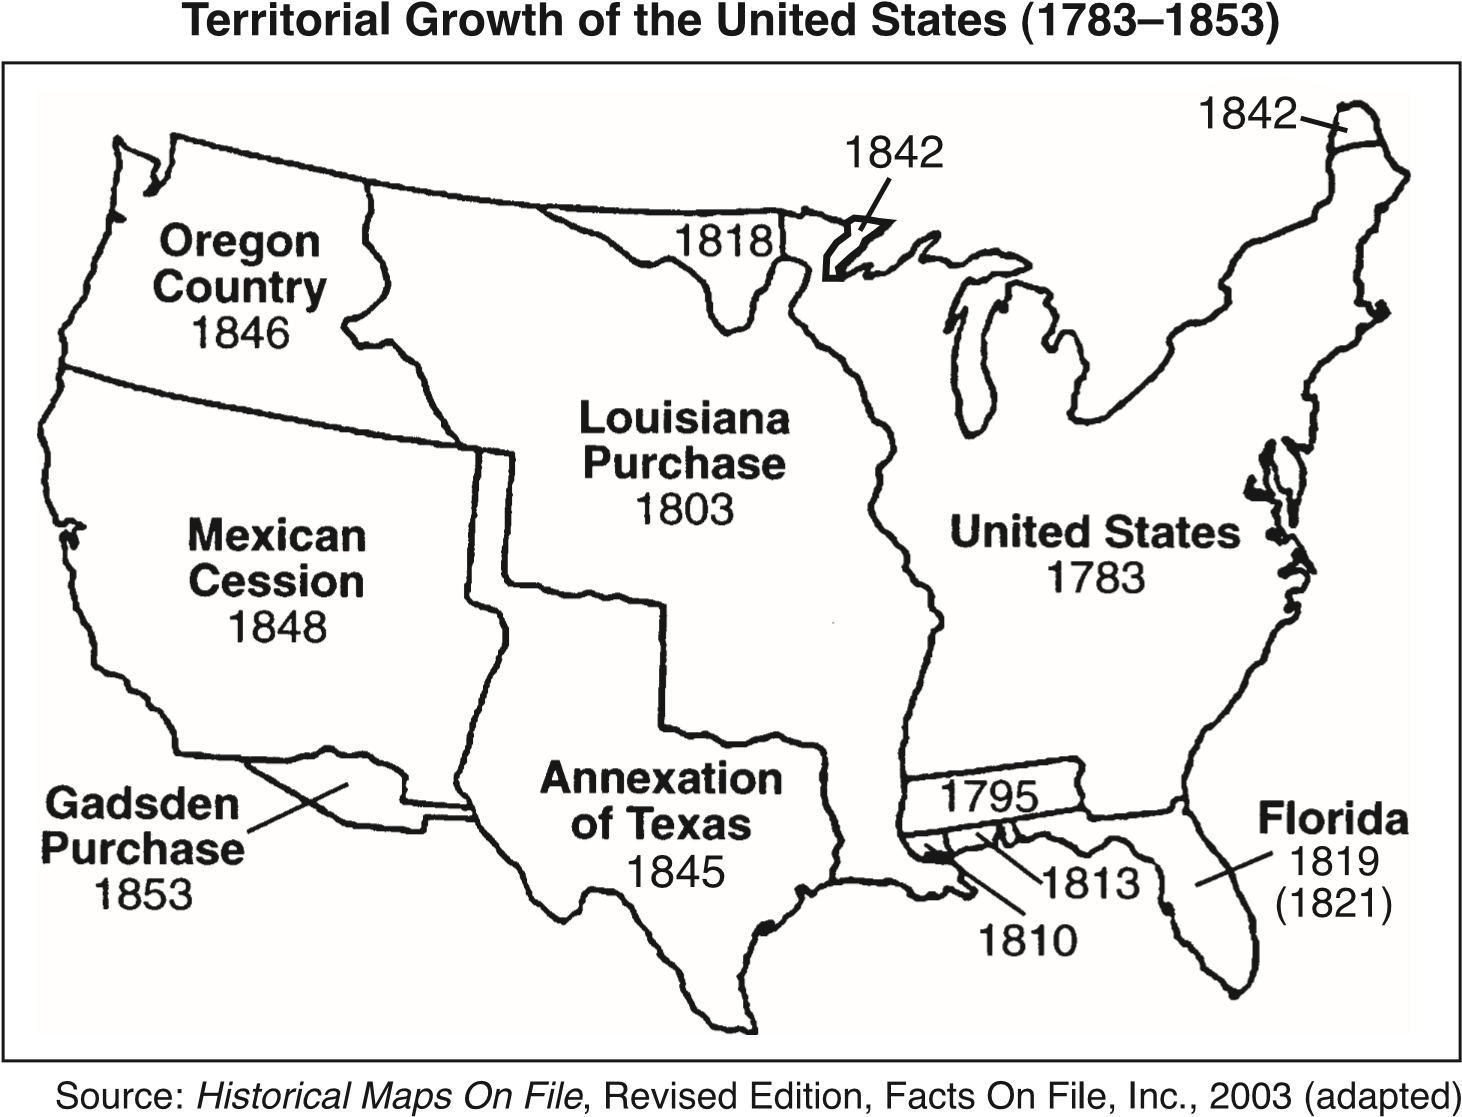 Territorial Growth of the United States (1783–1853)
1842
1842
Oregon
Country
1846
1818
Louisiana
Purchase
1803
United States
1783
Mexican
Cession
1848
Gadsden
Purchase
1853
Annexation
of Texas
1845
1795
1813
1810
Florida
1819
(1821)
Source: Historical Maps On File, Revised Edition, Facts On File, Inc., 2003 (adapted)